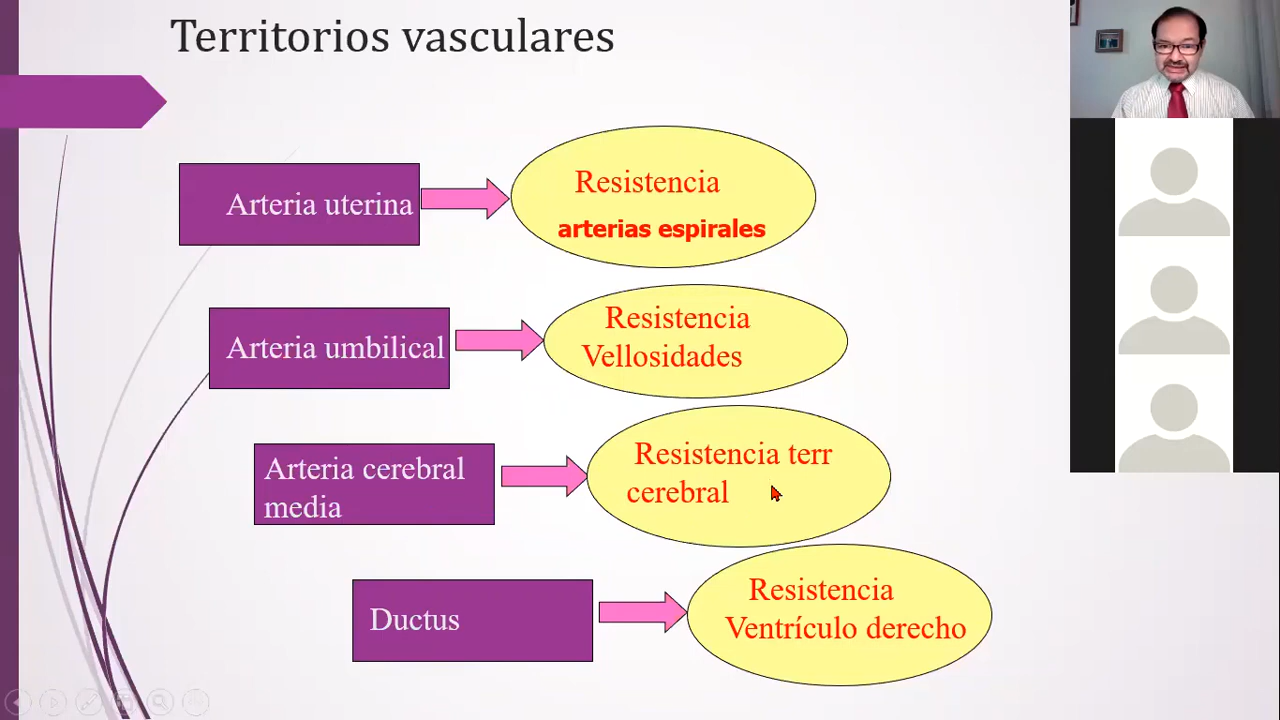 Territorios vasculares
Arteria uterina
Resistencia
arterias espirales
Arteria umbilical
Resistencia
Vellosidades
Arteria cerebral
media
Resistencia terr
cerebral
Ductus
Resistencia
Ventrículo derecho